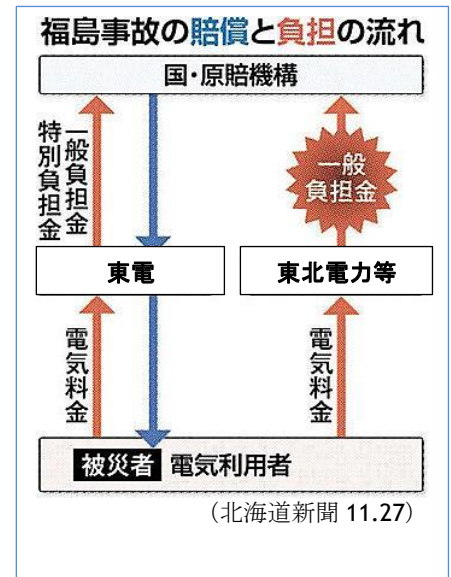 福島事故の賠償と負担の流れ
国・原賠機構
一般負担金
特別負担金
一般
負担金
東電
東北電力等
電気料金
電気料金
被災者 電気利用者
(北海道新聞 11.27)